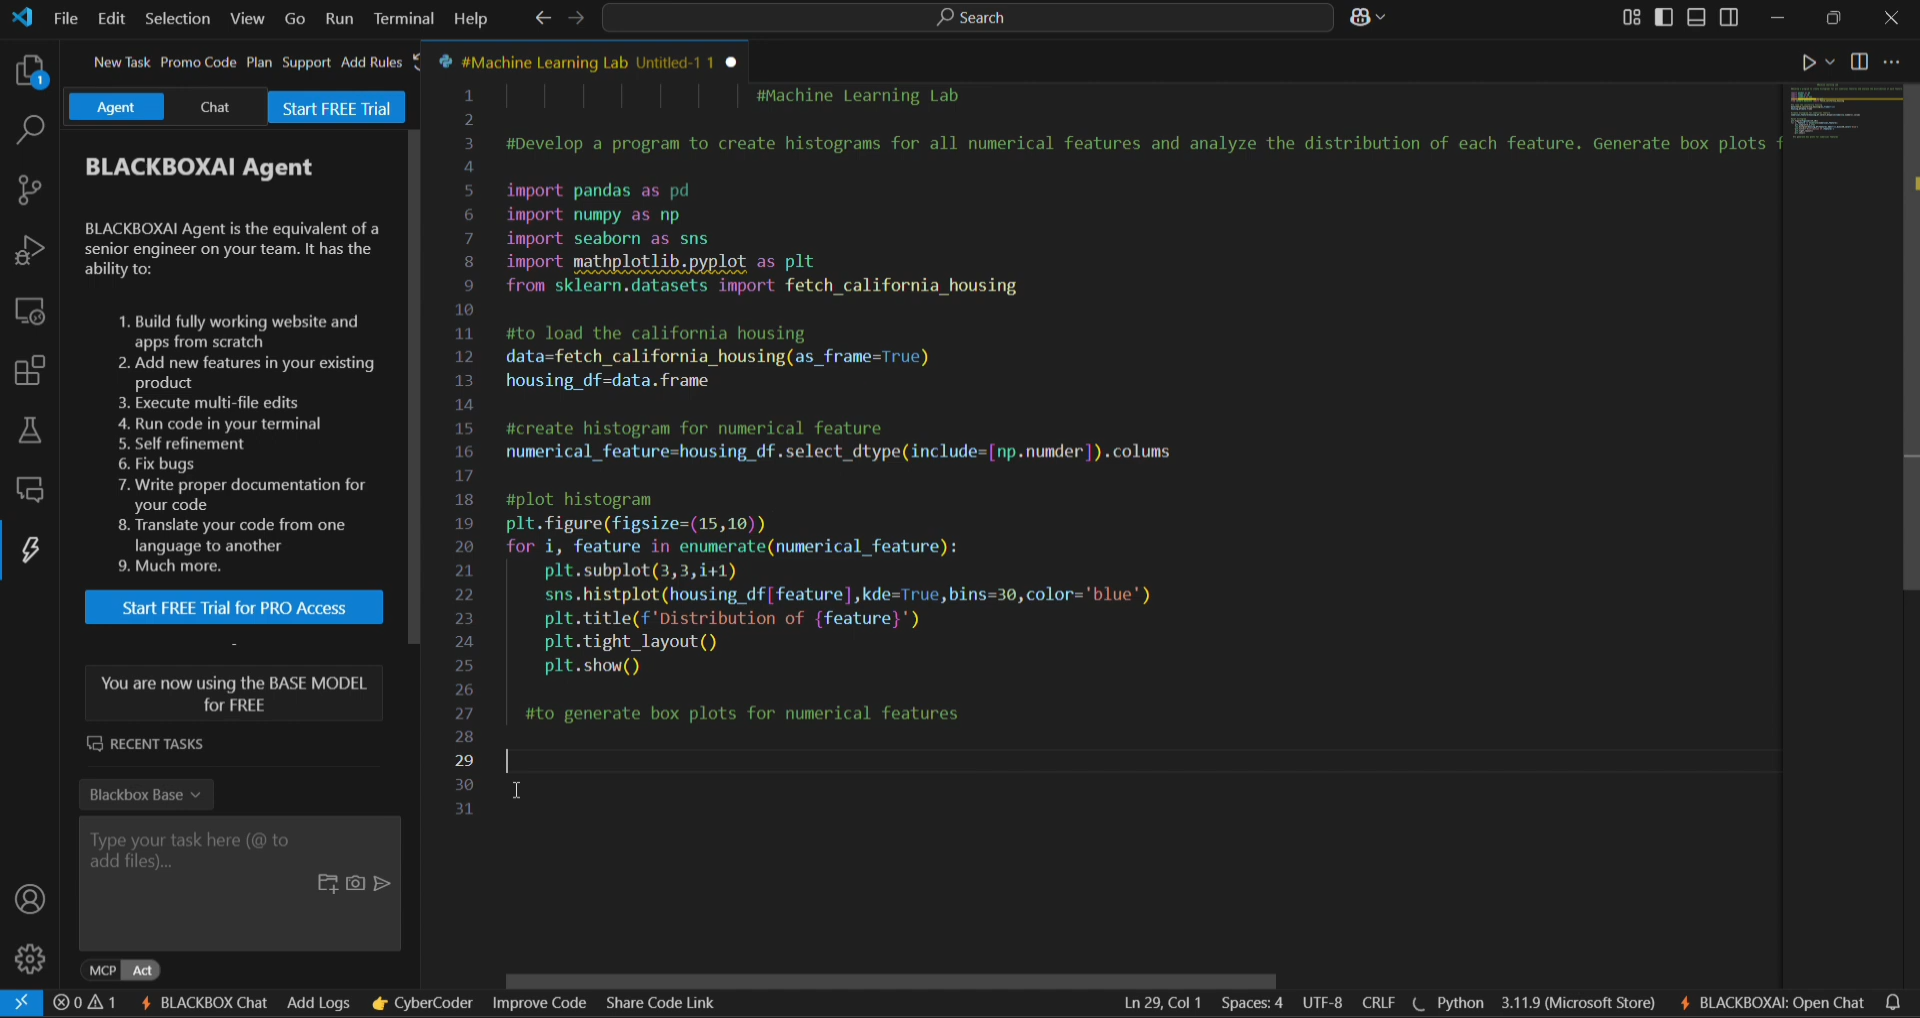 File Edit Selection View Go Run Terminal Help
Search
1
New Task Promo Code Plan Support Add Rules
Agent Chat Start FREE Trial
BLACKBOXAI Agent
BLACKBOXAI Agent is the equivalent of a
senior engineer on your team. It has the
ability to:
1. Build fully working website and
apps from scratch
2. Add new features in your existing
product
3. Execute multi-file edits
4. Run code in your terminal
5. Self refinement
6. Fix bugs
7. Write proper documentation for
your code
8. Translate your code from one
language to another
9. Much more.
Start FREE Trial for PRO Access
-
You are now using the BASE MODEL
for FREE
RECENT TASKS
Blackbox Base
Type your task here (@ to
add files)...
MCP Act
#Machine Learning Lab Untitled-1 1
1 #Machine Learning Lab
2
3 #Develop a program to create histograms for all numerical features and analyze the distribution of each feature. Generate box plots f
4
5 import pandas as pd
6 import numpy as np
7 import seaborn as sns
8 import mathplotlib.pyplot as plt
9 from sklearn.datasets import fetch_california_housing
10
11 #to load the california housing
12 data=fetch_california_housing(as_frame=True)
13 housing_df=data.frame
14
15 #create histogram for numerical feature
16 numerical_feature=housing_df.select_dtype(include=[np.numder]).colums
17
18 #plot histogram
19 plt.figure(figsize=(15,10))
20 for i, feature in enumerate(numerical_feature):
21 plt.subplot(3,3,i+1)
22 sns.histplot(housing_df[feature],kde=True,bins=30,color='blue')
23 plt.title(f'Distribution of {feature}')
24 plt.tight_layout()
25 plt.show()
26
27 #to generate box plots for numerical features
28
29
30
31
0 1 BLACKBOX Chat Add Logs CyberCoder Improve Code Share Code Link Ln 29, Col 1 Spaces: 4 UTF-8 CRLF Python 3.11.9 (Microsoft Store) BLACKBOXAI: Open Chat